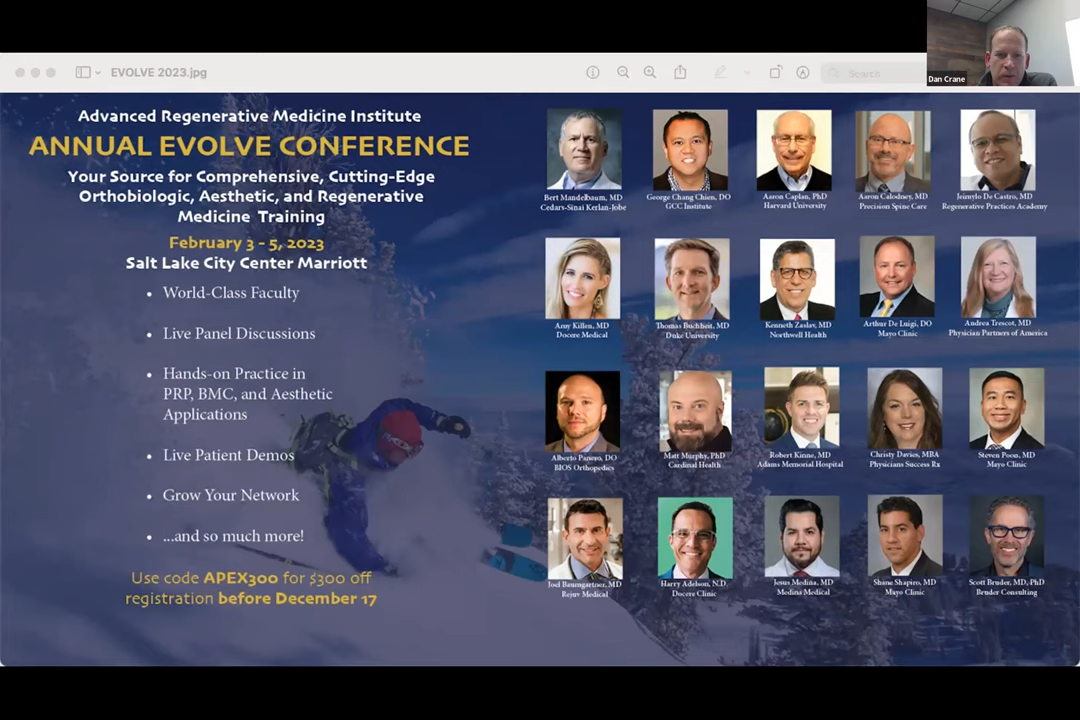 EVOLVE 2023.jpg
Search
Dan Crane
Advanced Regenerative Medicine Institute
ANNUAL EVOLVE CONFERENCE
Your Source for Comprehensive, Cutting-Edge
Orthobiologic, Aesthetic, and Regenerative
Medicine Training
February 3 - 5, 2023
Salt Lake City Center Marriott
• World-Class Faculty
• Live Panel Discussions
• Hands-on Practice in
PRP, BMC, and Aesthetic
Applications
• Live Patient Demos
• Grow Your Network
• ...and so much more!
Use code APEX300 for $300 off
registration before December 17
Bert Mandelbaum, MD
Cedars-Sinai Kerlan-Jobe
George Chang Chien, DO
GCC Institute
Aaron Caplan, PhD
Harvard University
Aaron Calodney, MD
Precision Spine Care
Jeimylo De Castro, MD
Regenerative Practices Academy
Amy Killen, MD
Docere Medical
Thomas Buchheit, MD
Duke University
Kenneth Zaslav, MD
Northwell Health
Arthur De Luigi, DO
Mayo Clinic
Andrea Trescot, MD
Physician Partners of America
Alberto Panero, DO
BIOS Orthopedics
Matt Murphy, PhD
Cardinal Health
Robert Kinne, MD
Adams Memorial Hospital
Christy Davies, MBA
Physicians Success Rx
Steven Poon, MD
Mayo Clinic
Joel Baumgartner, MD
Rejuv Medical
Harry Adelson, N.D.
Docere Clinic
Jesus Medina, MD
Medina Medical
Shane Shapiro, MD
Mayo Clinic
Scott Bruder, MD, PhD
Bruder Consulting